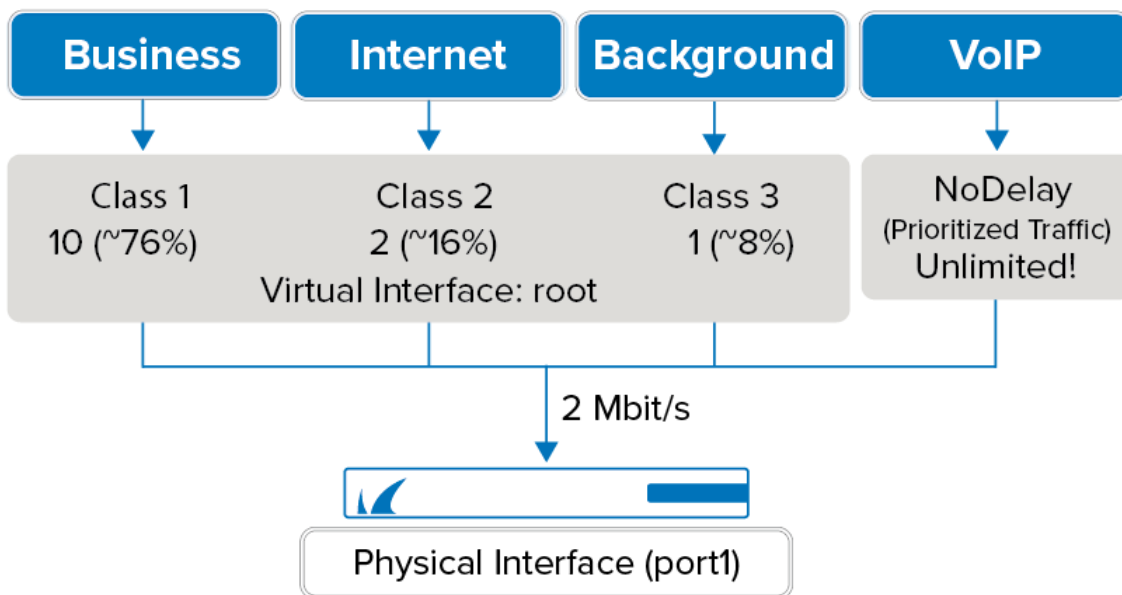 Business
Internet
Background
VoIP
Class 1
10 (~76%)
Class 2
2 (~16%)
Class 3
1 (~8%)
Virtual Interface: root
NoDelay
(Prioritized Traffic)
Unlimited!
2 Mbit/s
Physical Interface (port1)